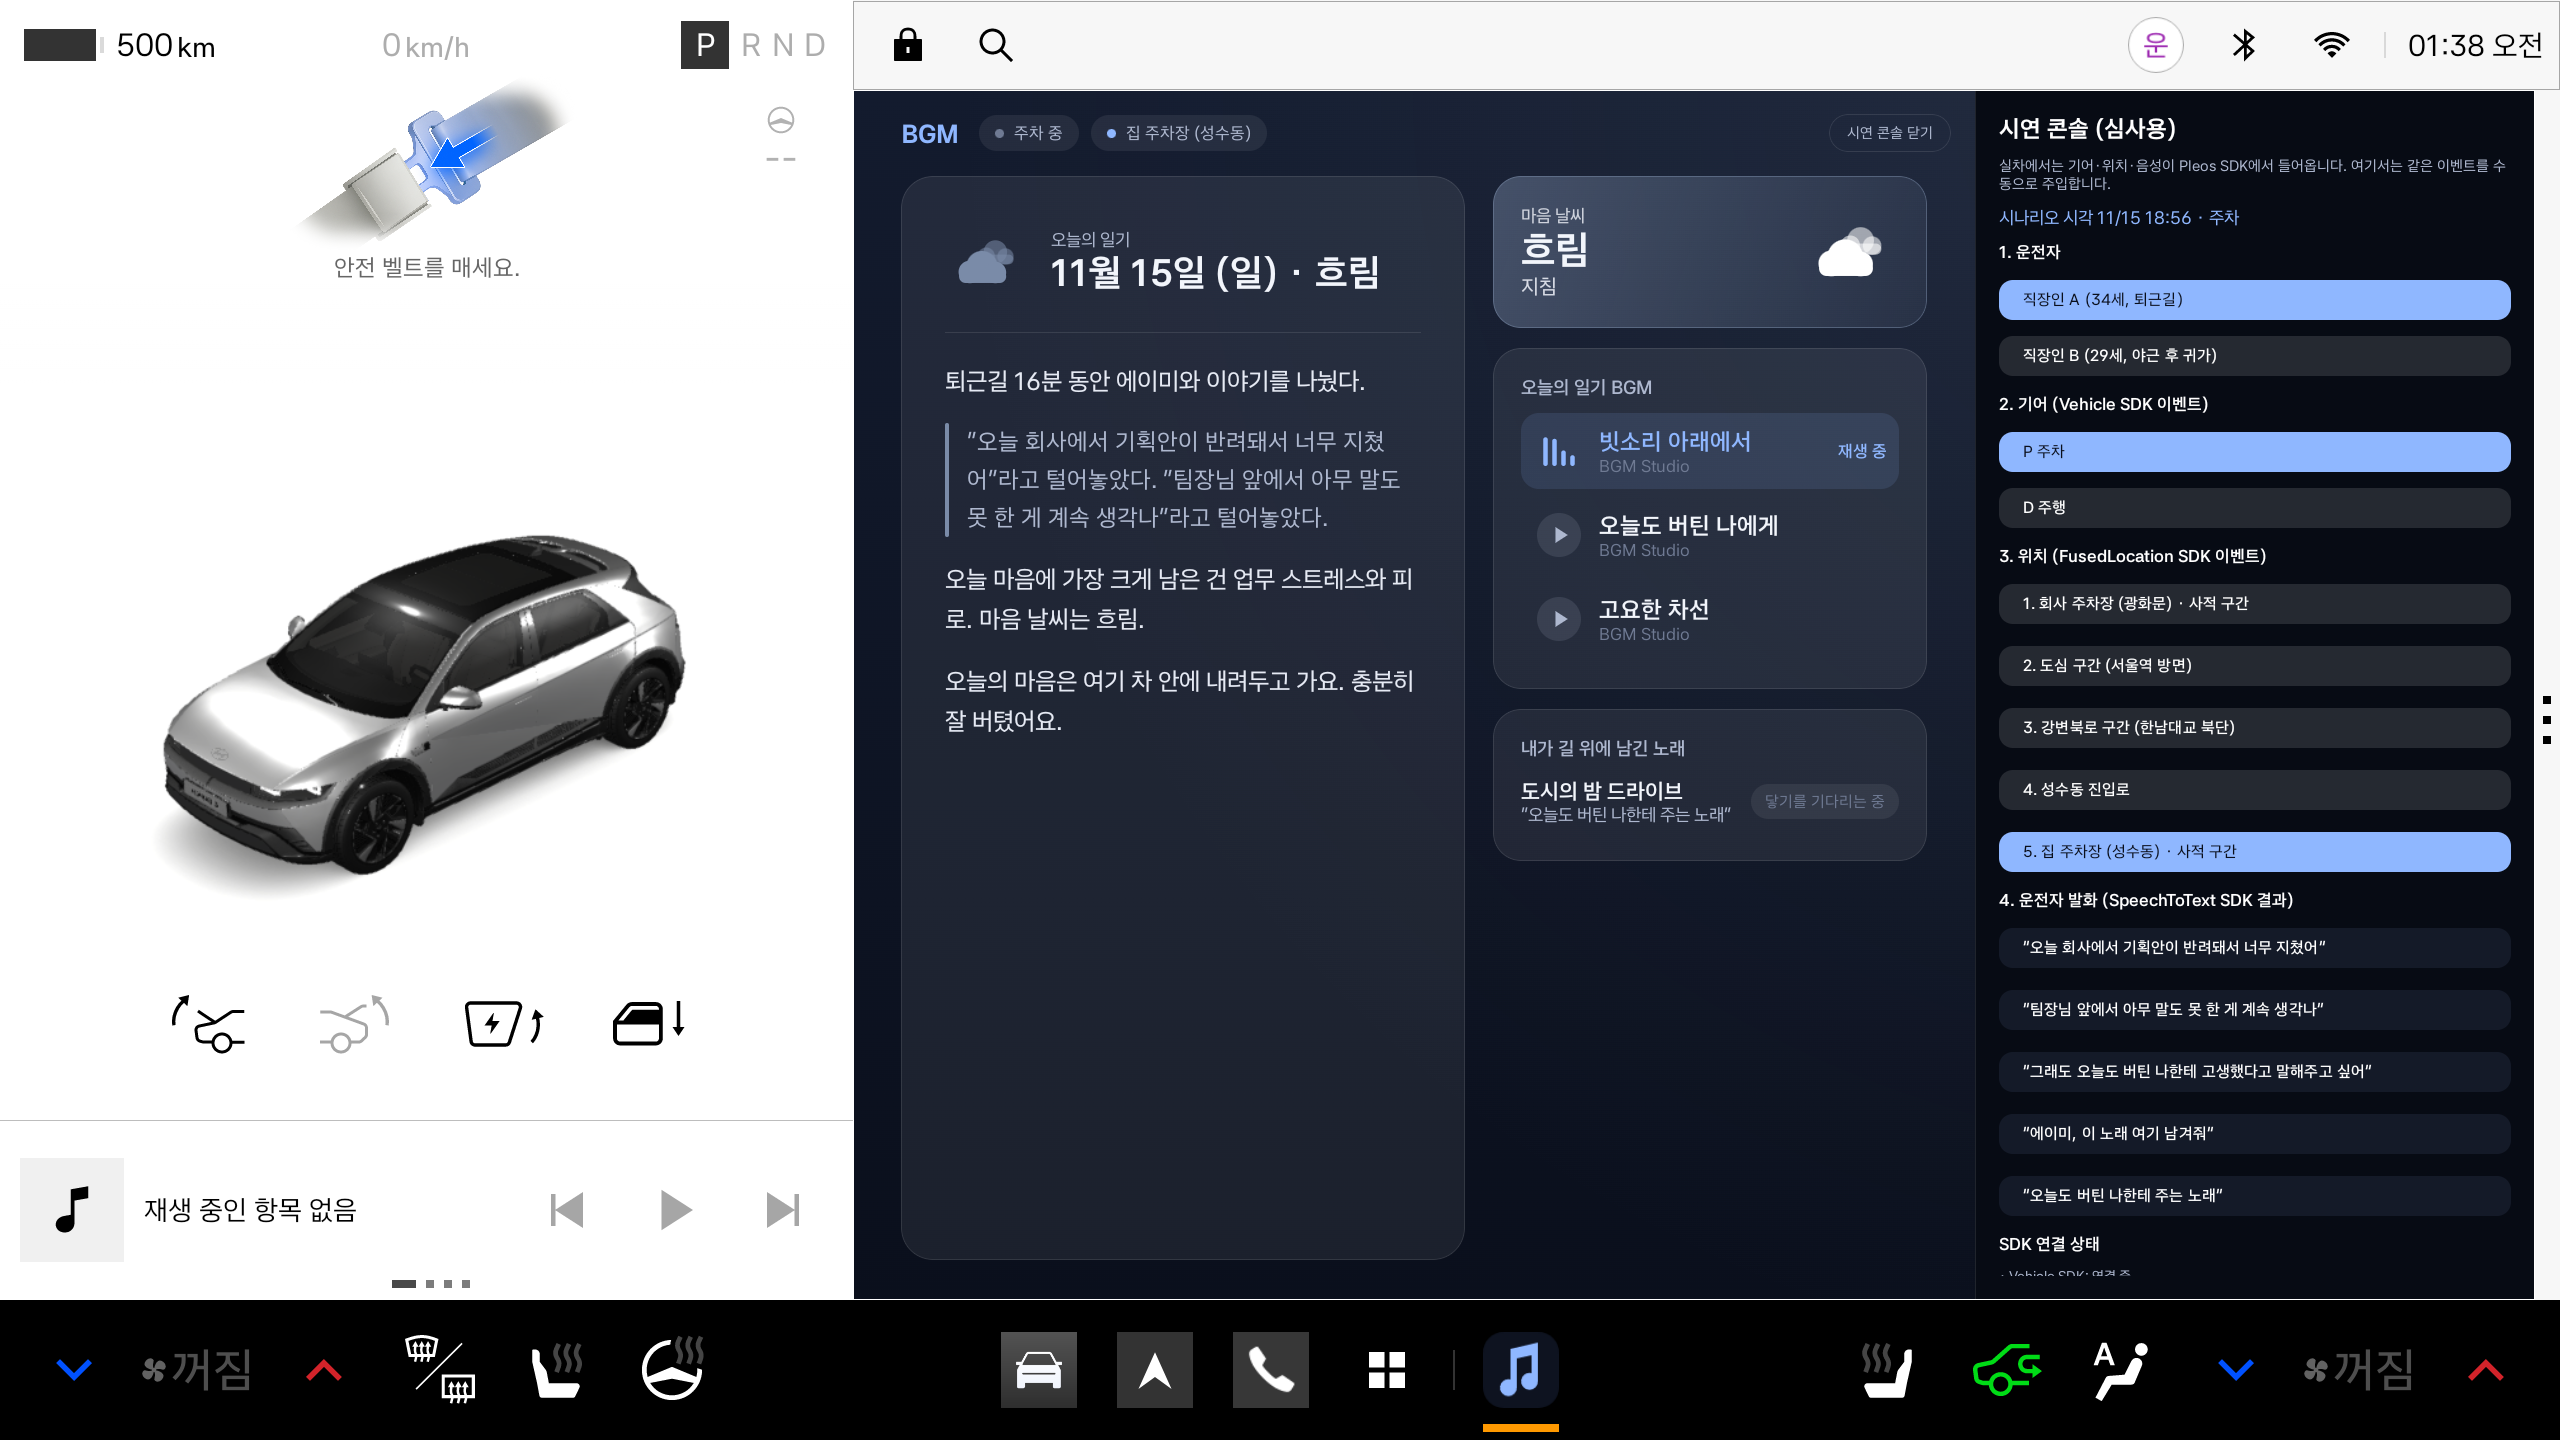 500 km
0 km/h
P R N D
안전 벨트를 매세요.
재생 중인 항목 없음
운
01:38 오전
BGM
주차 중
집 주차장 (성수동)
시연 콘솔 닫기
오늘의 일기
11월 15일 (일) · 흐림
퇴근길 16분 동안 에이미와 이야기를 나눴다.
"오늘 회사에서 기획안이 반려돼서 너무 지쳤
어"라고 털어놓았다. "팀장님 앞에서 아무 말도
못 한 게 계속 생각나"라고 털어놓았다.
오늘 마음에 가장 크게 남은 건 업무 스트레스와 피
로. 마음 날씨는 흐림.
오늘의 마음은 여기 차 안에 내려두고 가요. 충분히
잘 버텼어요.
마음 날씨
흐림
지침
오늘의 일기 BGM
빗소리 아래에서
BGM Studio
재생 중
오늘도 버틴 나에게
BGM Studio
고요한 차선
BGM Studio
내가 길 위에 남긴 노래
도시의 밤 드라이브
"오늘도 버틴 나한테 주는 노래"
닿기를 기다리는 중
시연 콘솔 (심사용)
실차에서는 기어·위치·음성이 Pleos SDK에서 들어옵니다. 여기서는 같은 이벤트를 수
동으로 주입합니다.
시나리오 시각 11/15 18:56 · 주차
1. 운전자
직장인 A (34세, 퇴근길)
직장인 B (29세, 야근 후 귀가)
2. 기어 (Vehicle SDK 이벤트)
P 주차
D 주행
3. 위치 (FusedLocation SDK 이벤트)
1. 회사 주차장 (광화문) · 사적 구간
2. 도심 구간 (서울역 방면)
3. 강변북로 구간 (한남대교 북단)
4. 성수동 진입로
5. 집 주차장 (성수동) · 사적 구간
4. 운전자 발화 (SpeechToText SDK 결과)
"오늘 회사에서 기획안이 반려돼서 너무 지쳤어"
"팀장님 앞에서 아무 말도 못 한 게 계속 생각나"
"그래도 오늘도 버틴 나한테 고생했다고 말해주고 싶어"
"에이미, 이 노래 여기 남겨줘"
"오늘도 버틴 나한테 주는 노래"
SDK 연결 상태
• Vehicle SDK: 연결 중
꺼짐
A
꺼짐